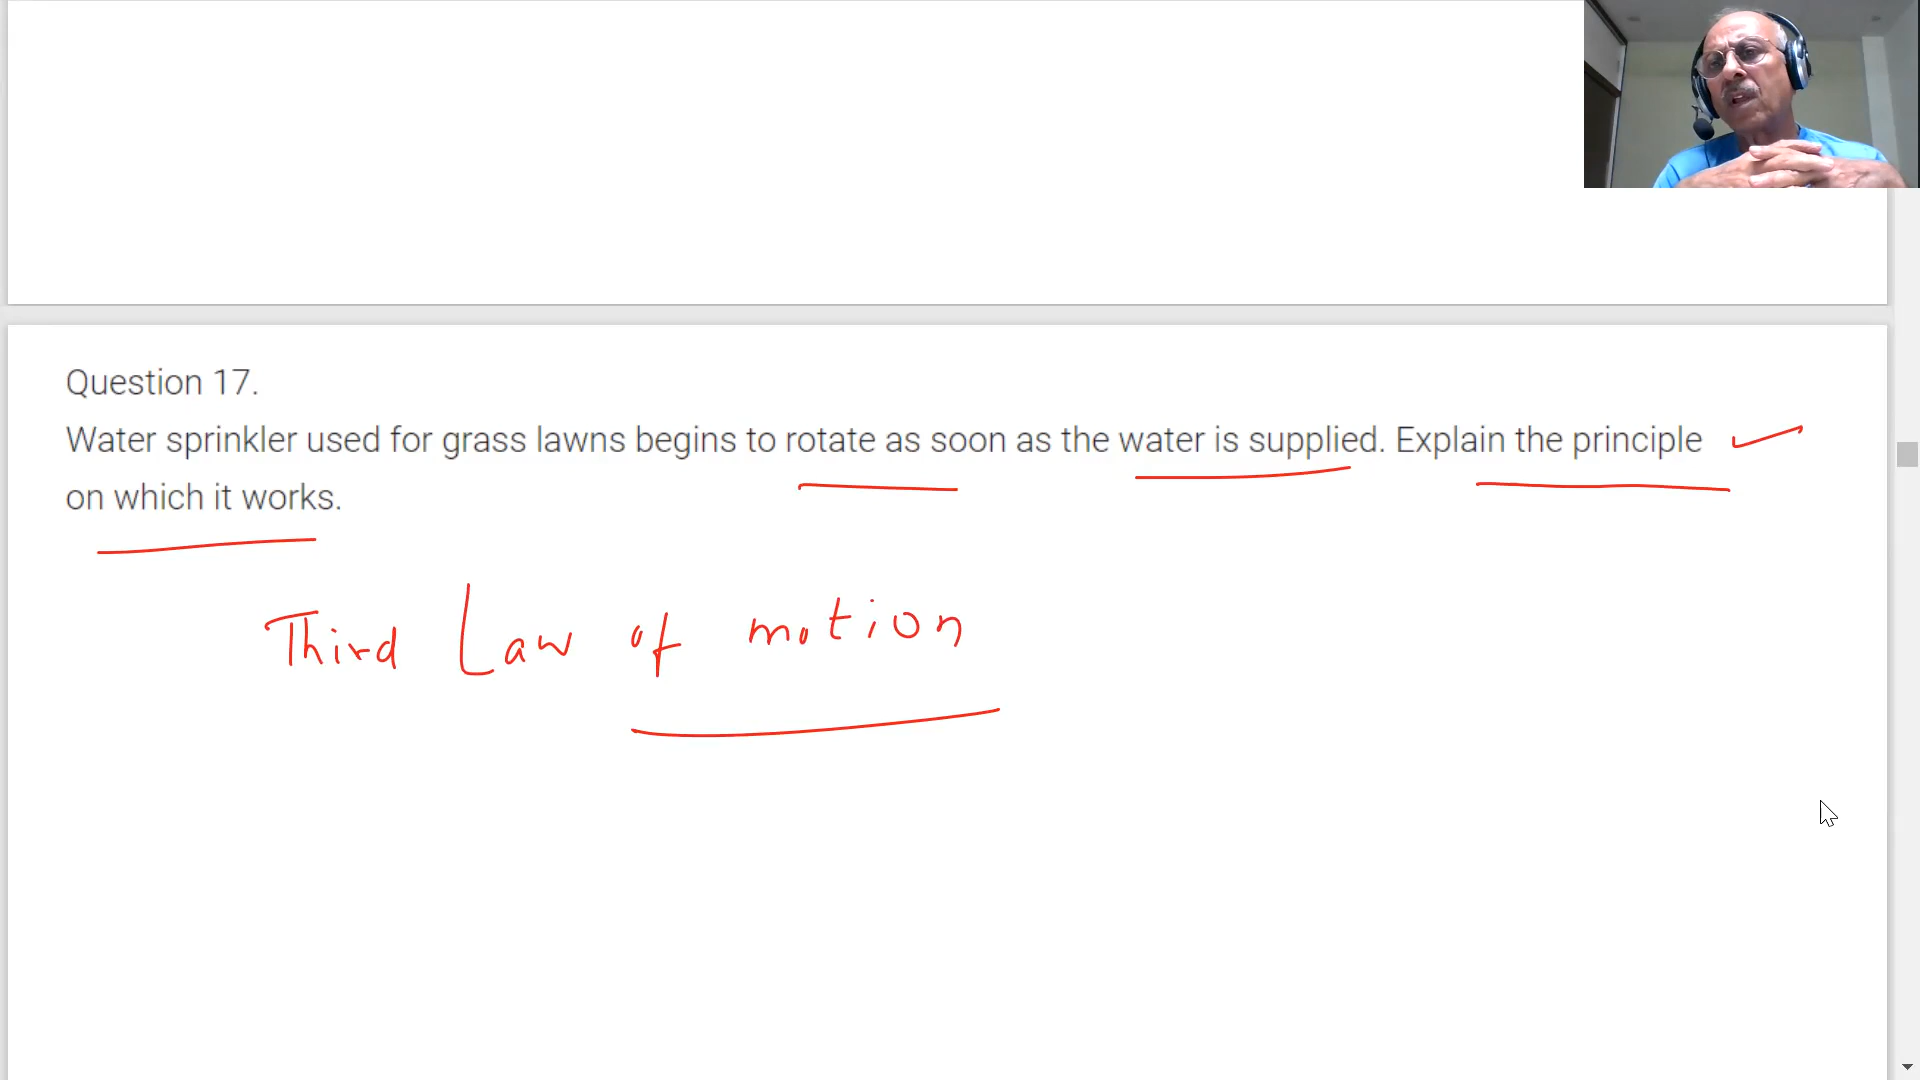 Question 17.
Water sprinkler used for grass lawns begins to rotate as soon as the water is supplied. Explain the principle
on which it works.
Third Law of motion